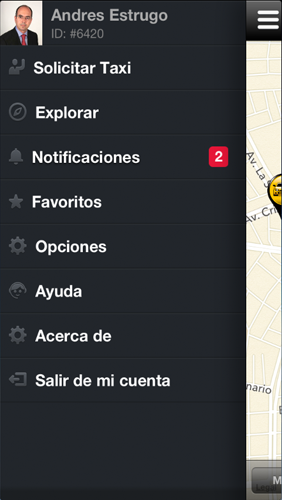 Andres Estrugo
ID: #6420
Solicitar Taxi
Explorar
Notificaciones 2
Favoritos
Opciones
Ayuda
Acerca de
Salir de mi cuenta
Av. La
Av. Cri
nario
M